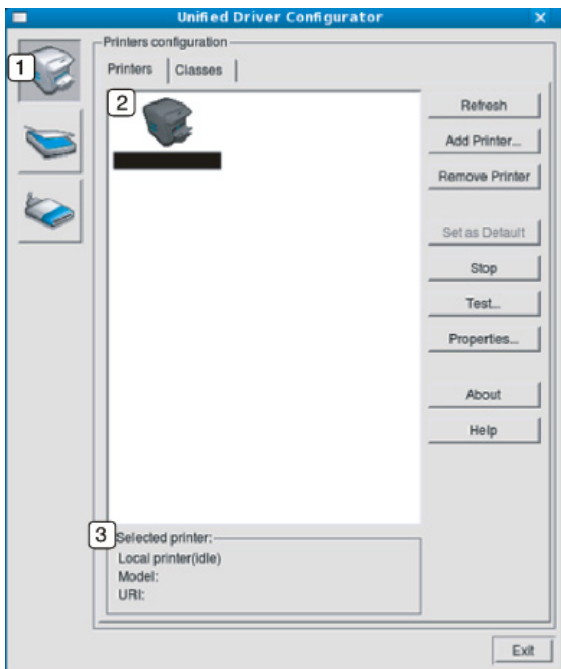 Unified Driver Configurator
Printers configuration
1
Printers
Classes
2
Refresh
Add Printer...
Remove Printer
Set as Default
Stop
Test...
Properties...
About
Help
3
Selected printer:
Local printer(idle)
Model:
URI:
Exit